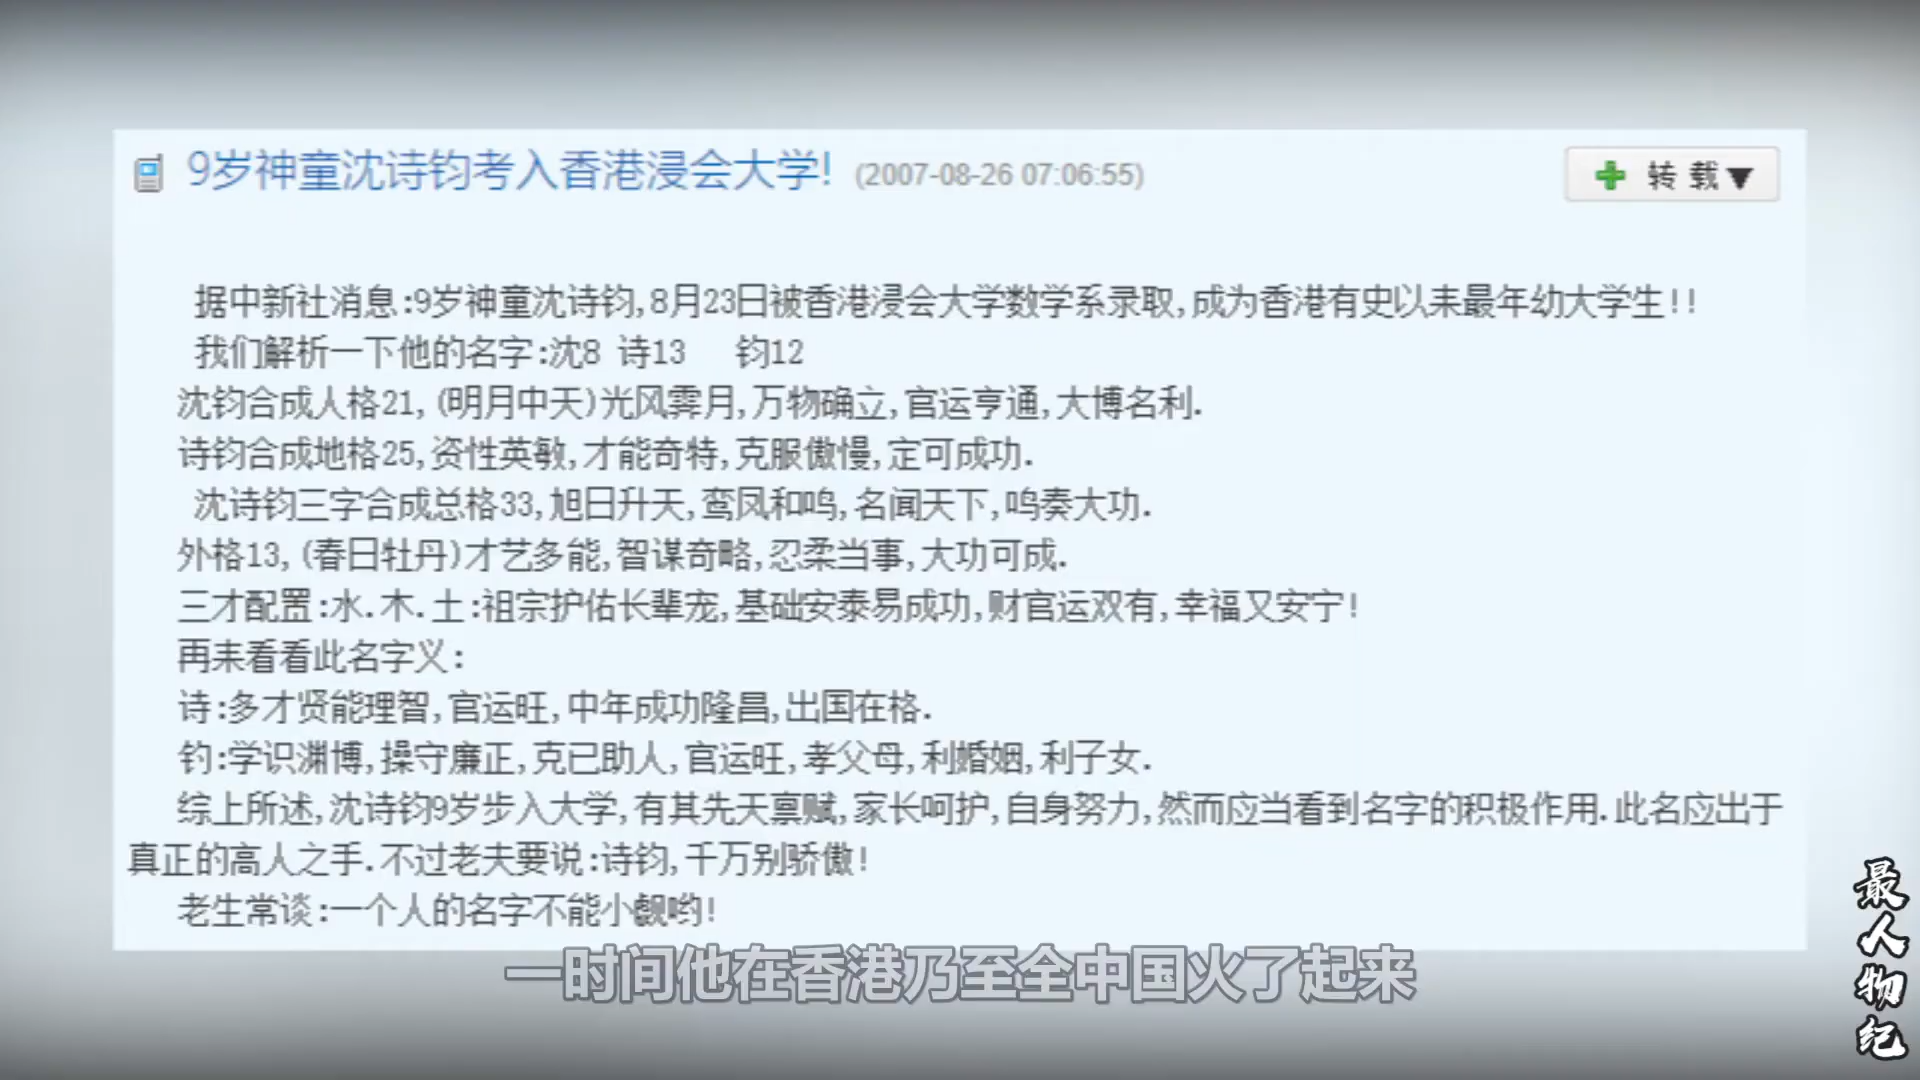 9岁神童沈诗钧考入香港浸会大学! (2007-08-26 07:06:55)
转 载▼
据中新社消息:9岁神童沈诗钧,8月23日被香港浸会大学数学系录取,成为香港有史以来最年幼大学生!!
我们解析一下他的名字:沈8 诗13 钧12
沈钧合成人格21,(明月中天)光风霁月,万物确立,官运亨通,大博名利.
诗钧合成地格25,资性英敏,才能奇特,克服傲慢,定可成功.
沈诗钧三字合成总格33,旭日升天,鸾凤和鸣,名闻天下,鸣奏大功.
外格13,(春日牡丹)才艺多能,智谋奇略,忍柔当事,大功可成.
三才配置:水.木.土:祖宗护佑长辈宠,基础安泰易成功,财官运双有,幸福又安宁!
再来看看此名字义:
诗:多才贤能理智,官运旺,中年成功隆昌,出国在格.
钓:学识渊博,操守廉正,克已助人,官运旺,孝父母,利婚姻,利子女.
综上所述,沈诗钧9岁步入大学,有其先天禀赋,家长呵护,自身努力,然而应当看到名字的积极作用.此名应出于
真正的高人之手.不过老夫要说:诗钧,千万别骄傲!
老生常谈:一个人的名字不能小觑哟!
一时间他在香港乃至全中国火了起来
最人物纪